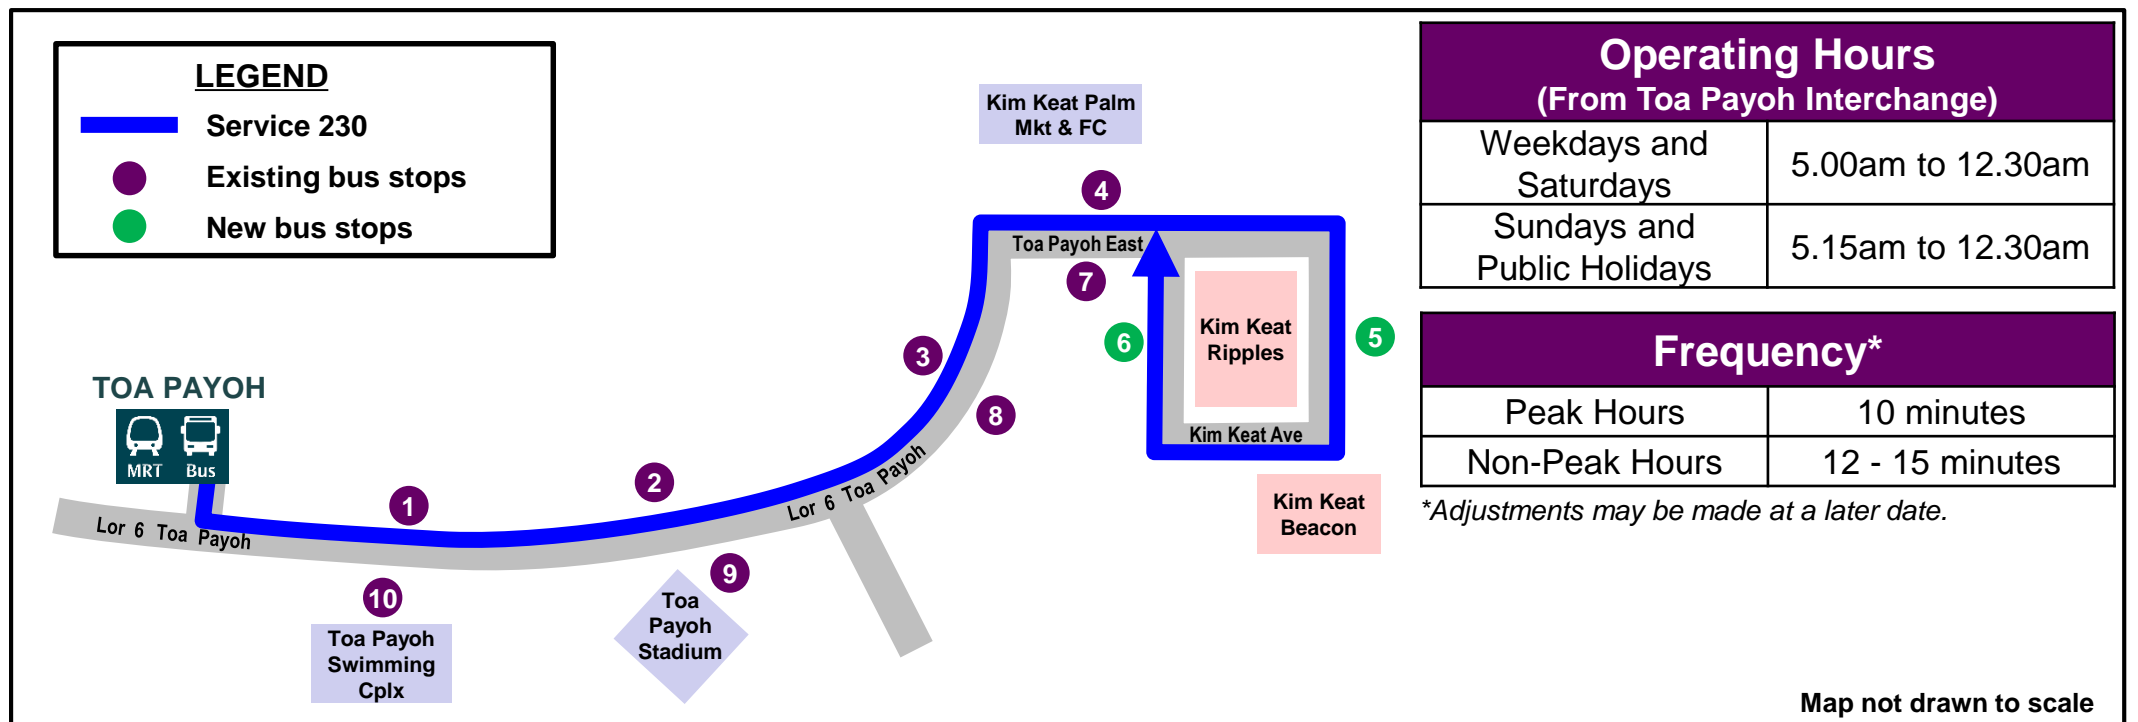 LEGEND
Service 230
Existing bus stops
New bus stops
Kim Keat Palm
Mkt & FC
4
Toa Payoh East
7
3
6
Kim Keat
Ripples
5
8
Kim Keat Ave
TOA PAYOH
MRT Bus
1
2
Lor 6 Toa Payoh
Lor 6 Toa Payoh
Kim Keat
Beacon
10
Toa Payoh
Swimming
Cplx
9
Toa
Payoh
Stadium
Operating Hours
(From Toa Payoh Interchange)
Weekdays and
Saturdays
5.00am to 12.30am
Sundays and
Public Holidays
5.15am to 12.30am
Frequency*
Peak Hours 10 minutes
Non-Peak Hours 12 - 15 minutes
*Adjustments may be made at a later date.
Map not drawn to scale